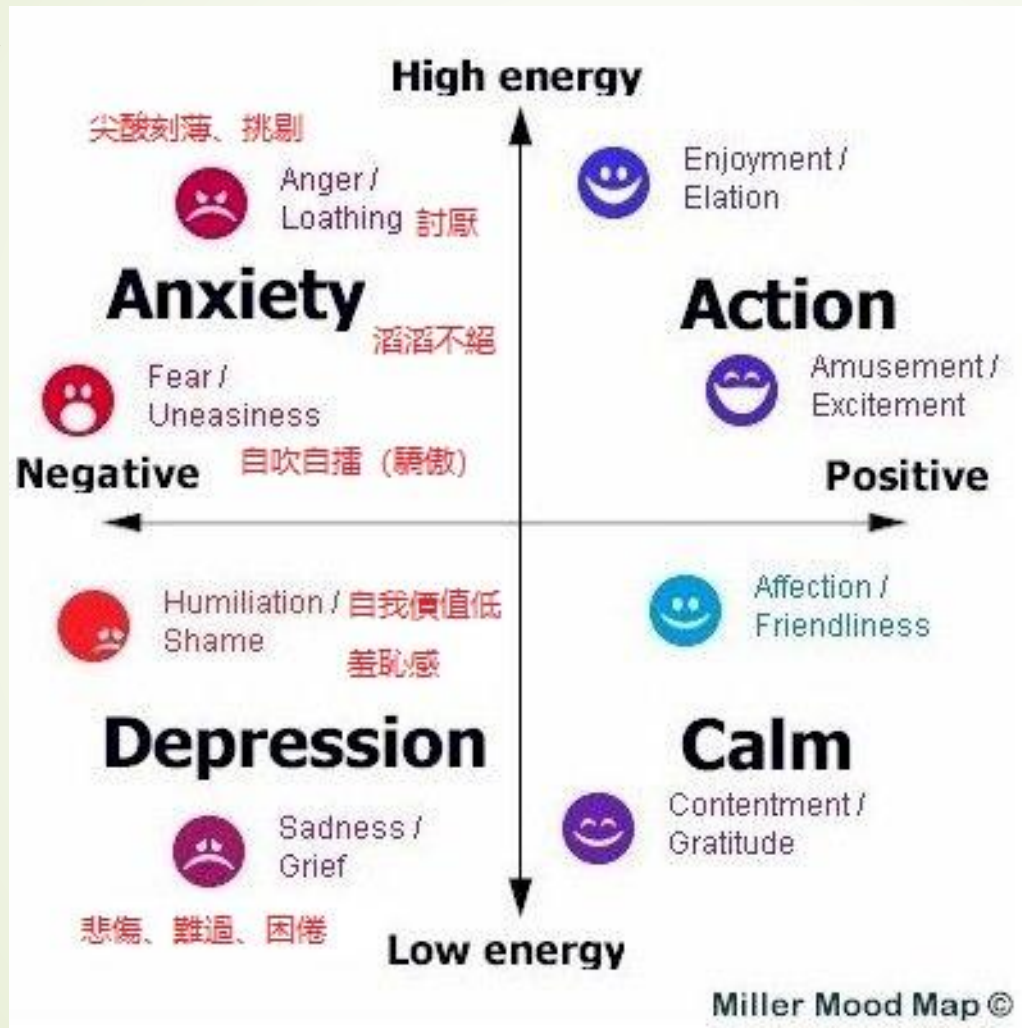 High energy
尖酸刻薄、挑剔
Anger /
Loathing 討厭
Enjoyment /
Elation
Anxiety
Action
滔滔不絕
Fear /
Uneasiness
Amusement /
Excitement
自吹自擂（驕傲）
Negative
Positive
Humiliation / 自我價值低
Shame
羞恥感
Affection /
Friendliness
Depression
Calm
Sadness /
Grief
Contentment /
Gratitude
悲傷、難過、困倦
Low energy
Miller Mood Map ©